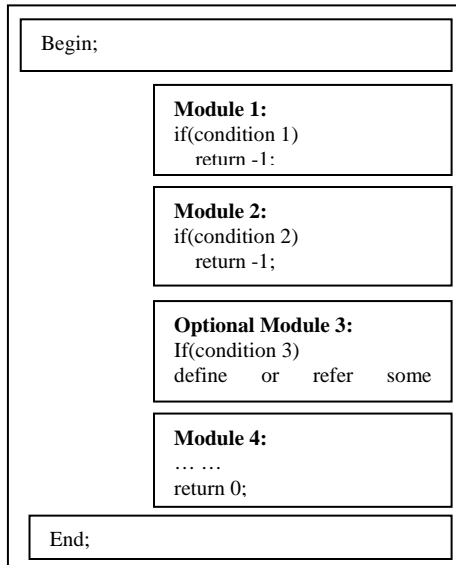 Begin;
Module 1:
if(condition 1)
return -1;
Module 2:
if(condition 2)
return -1;
Optional Module 3:
If(condition 3)
define or refer some
Module 4:
… …
return 0;
End;